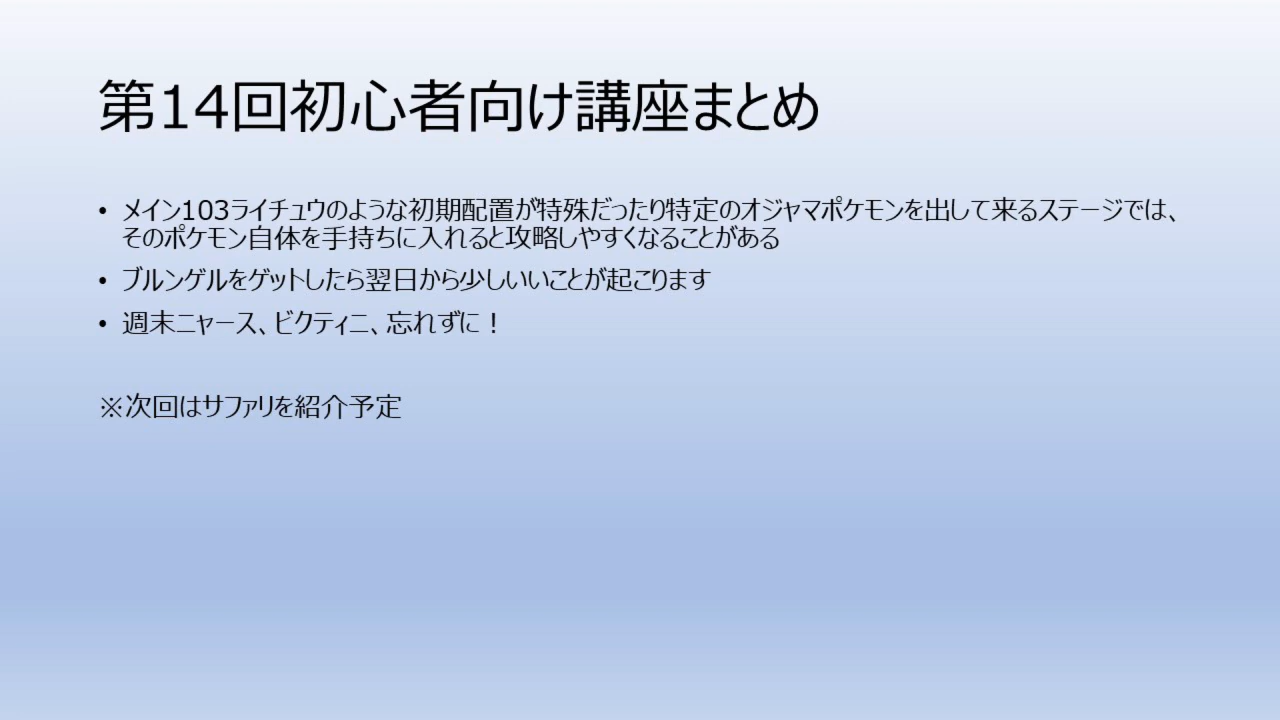 第14回初心者向け講座まとめ
• メイン103ライチュウのような初期配置が特殊だったり特定のオジャマポケモンを出して来るステージでは、
そのポケモン自体を手持ちに入れると攻略しやすくなることがある
• ブルンゲルをゲットしたら翌日から少しいいことが起こります
• 週末ニャース、ビクティニ、忘れずに！
※次回はサファリを紹介予定